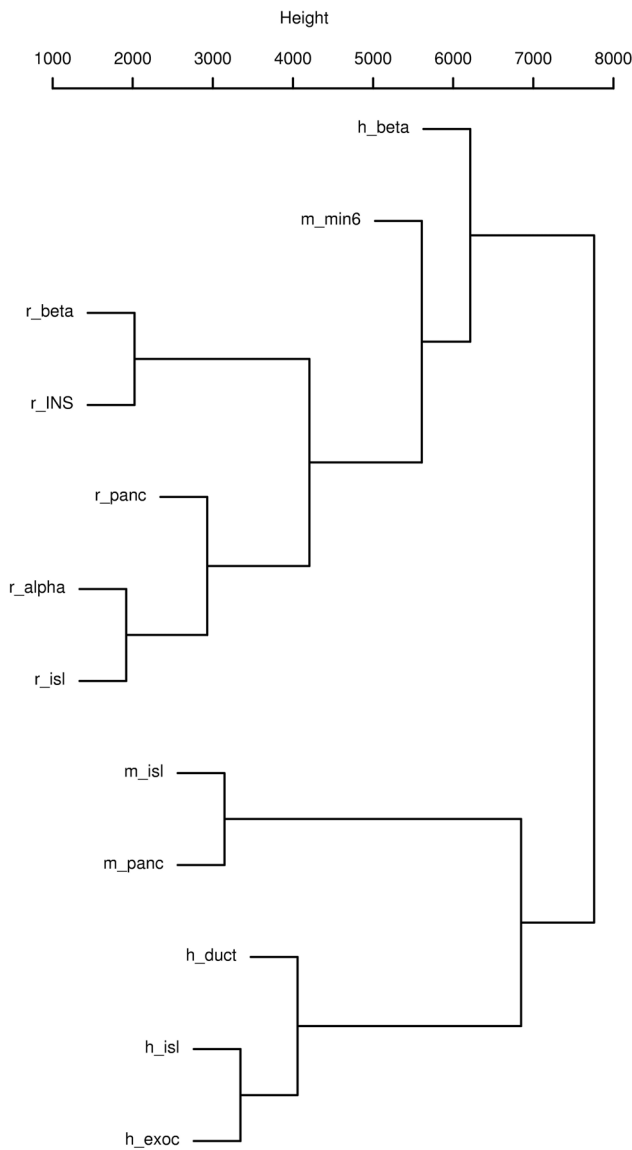 Height
1000 2000 3000 4000 5000 6000 7000 8000
h_beta
m_min6
r_beta
r_INS
r_panc
r_alpha
r_isl
m_isl
m_panc
h_duct
h_isl
h_exoc